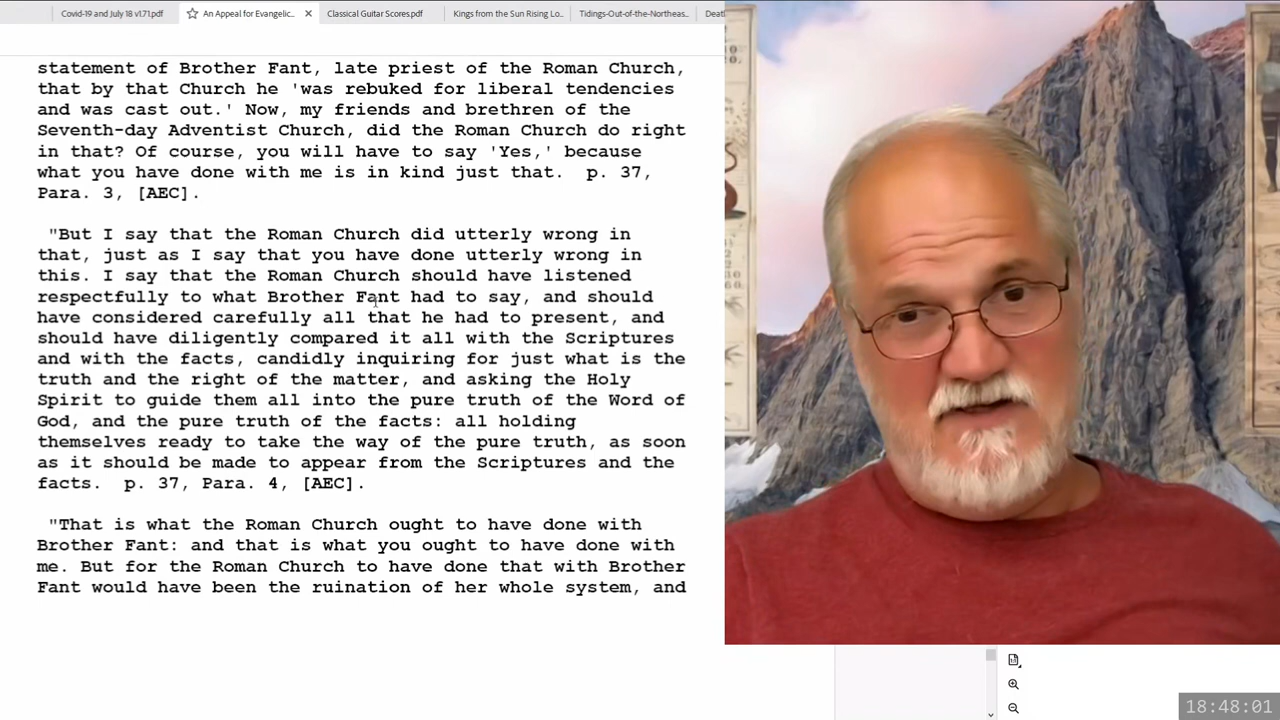 Covid-19 and July 18 v1.71.pdf
An Appeal for Evangelic...
Classical Guitar Scores.pdf
Kings from the Sun Rising Lo...
Tidings-Out-of-the-Northeas...
statement of Brother Fant, late priest of the Roman Church,
that by that Church he 'was rebuked for liberal tendencies
and was cast out.' Now, my friends and brethren of the
Seventh-day Adventist Church, did the Roman Church do right
in that? Of course, you will have to say 'Yes,' because
what you have done with me is in kind just that.  p. 37,
Para. 3, [AEC].
"But I say that the Roman Church did utterly wrong in
that, just as I say that you have done utterly wrong in
this. I say that the Roman Church should have listened
respectfully to what Brother Fant had to say, and should
have considered carefully all that he had to present, and
should have diligently compared it all with the Scriptures
and with the facts, candidly inquiring for just what is the
truth and the right of the matter, and asking the Holy
Spirit to guide them all into the pure truth of the Word of
God, and the pure truth of the facts: all holding
themselves ready to take the way of the pure truth, as soon
as it should be made to appear from the Scriptures and the
facts.  p. 37, Para. 4, [AEC].
"That is what the Roman Church ought to have done with
Brother Fant: and that is what you ought to have done with
me. But for the Roman Church to have done that with Brother
Fant would have been the ruination of her whole system, and
18:48:01